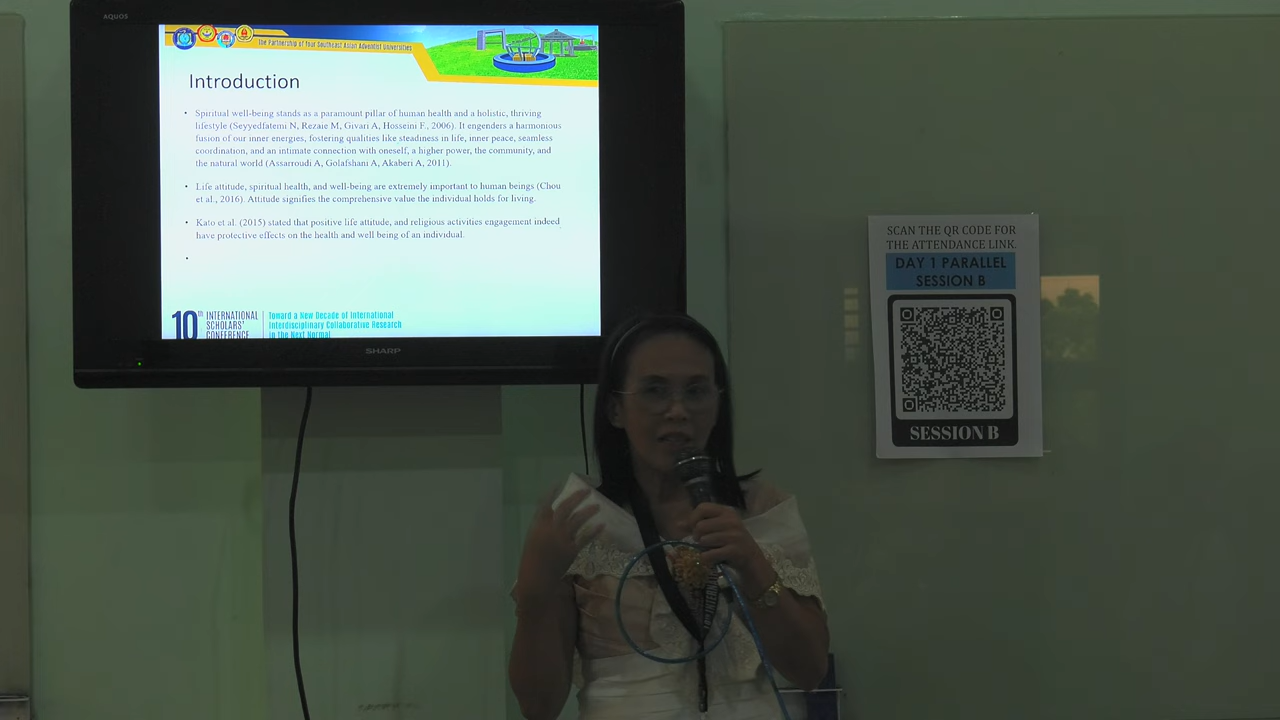 AQUOS
The Partnership of four Southeast Asian Adventist Universities
Introduction
• Spiritual well-being stands as a paramount pillar of human health and a holistic, thriving
lifestyle (Seyyedfatemi N, Rezaie M, Givari A, Hosseini F., 2006). It engenders a harmonious
fusion of our inner energies, fostering qualities like steadiness in life, inner peace, seamless
coordination, and an intimate connection with oneself, a higher power, the community, and
the natural world (Assarroudi A, Golafshani A, Akaberi A, 2011).
• Life attitude, spiritual health, and well-being are extremely important to human beings (Chou
et al., 2016). Attitude signifies the comprehensive value the individual holds for living.
• Kato et al. (2015) stated that positive life attitude, and religious activities engagement indeed
have protective effects on the health and well being of an individual.
•
10th INTERNATIONAL
SCHOLARS'
CONFERENCE
Toward a New Decade of International
Interdisciplinary Collaborative Research
in the Next Normal
SHARP
SCAN THE QR CODE FOR
THE ATTENDANCE LINK.
DAY 1 PARALLEL
SESSION B
SESSION B